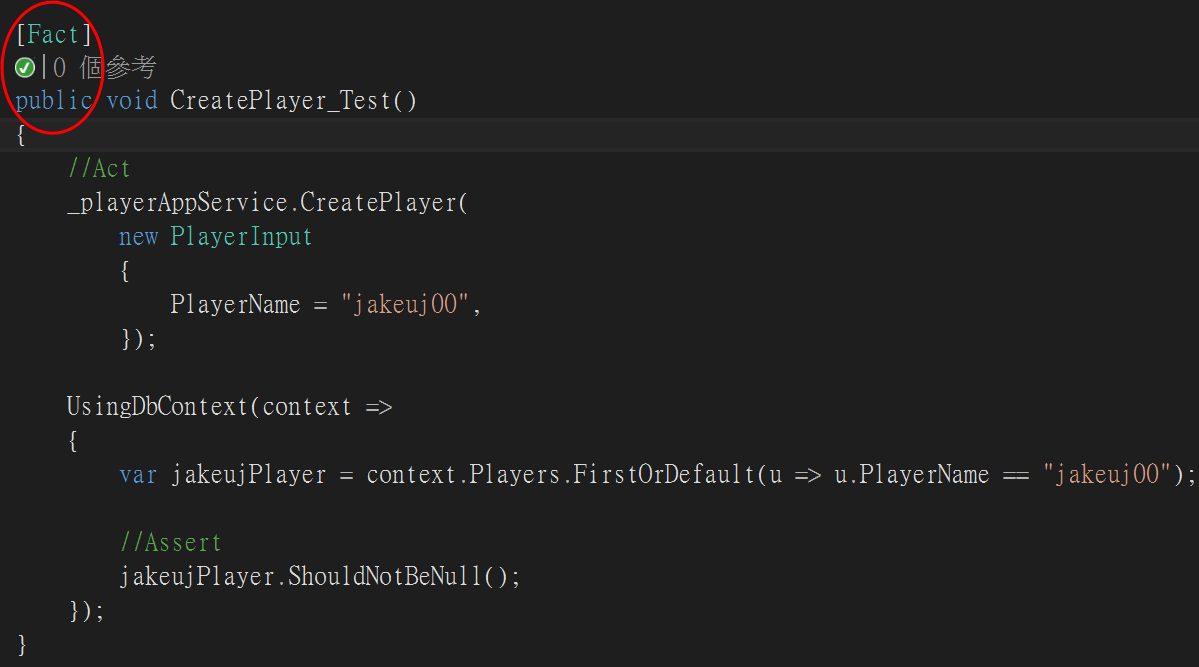 [Fact]
|0 個參考
public void CreatePlayer_Test()
{
//Act
_playerAppService.CreatePlayer(
new PlayerInput
{
PlayerName = "jakeuj00",
});
UsingDbContext(context =>
{
var jakeujPlayer = context.Players.FirstOrDefault(u => u.PlayerName == "jakeuj00");
//Assert
jakeujPlayer.ShouldNotBeNull();
});
}